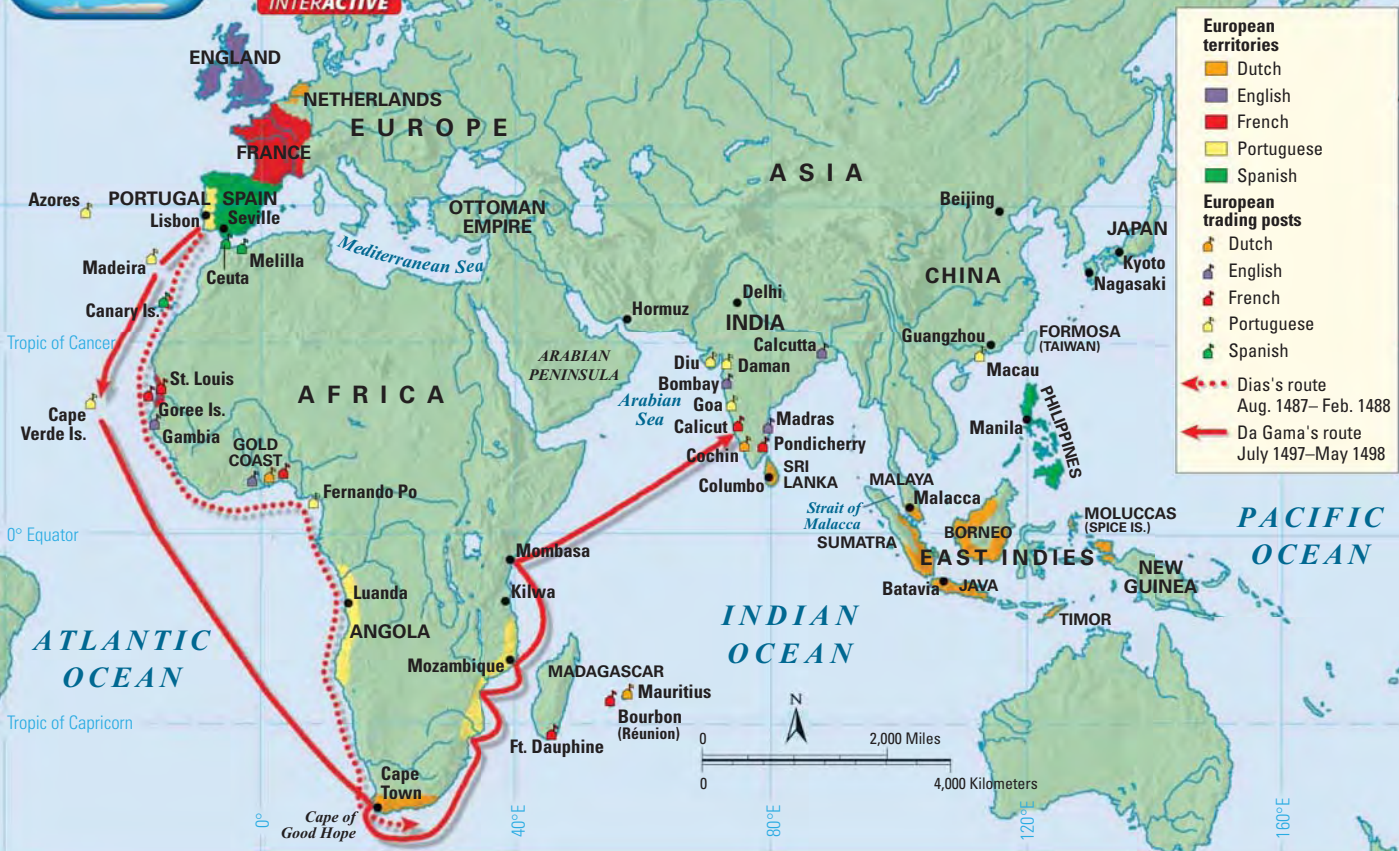 INTERACTIVE
European
territories
Dutch
English
French
Portuguese
Spanish
European
trading posts
Dutch
English
French
Portuguese
Spanish
Dias's route
Aug. 1487– Feb. 1488
Da Gama's route
July 1497–May 1498
ENGLAND
NETHERLANDS
EUROPE
FRANCE
ASIA
Azores
PORTUGAL
SPAIN
Lisbon
Seville
OTTOMAN
EMPIRE
Beijing
JAPAN
Kyoto
Nagasaki
Madeira
Ceuta
Melilla
Mediterranean Sea
CHINA
Canary Is.
Hormuz
Delhi
INDIA
Calcutta
Guangzhou
FORMOSA
(TAIWAN)
Macau
Tropic of Cancer
ARABIAN
PENINSULA
Diu
Daman
Bombay
Arabian
Sea
Goa
Calicut
Cochin
Madras
Pondicherry
SRI
LANKA
Columbo
St. Louis
Goree Is.
Gambia
AFRICA
Cape
Verde Is.
GOLD
COAST
Fernando Po
Manila
PHILIPPINES
MALAYA
Malacca
Strait of
Malacca
SUMATRA
BORNEO
EAST INDIES
MOLUCCAS
(SPICE IS.)
PACIFIC
OCEAN
0° Equator
Mombasa
Kilwa
Luanda
ANGOLA
Mozambique
Batavia
JAVA
NEW
GUINEA
TIMOR
ATLANTIC
OCEAN
INDIAN
OCEAN
MADAGASCAR
Mauritius
Bourbon
(Réunion)
Ft. Dauphine
Tropic of Capricorn
N
0
2,000 Miles
0
4,000 Kilometers
Cape
Town
Cape of
Good Hope
0°
40°E
80°E
120°E
160°E